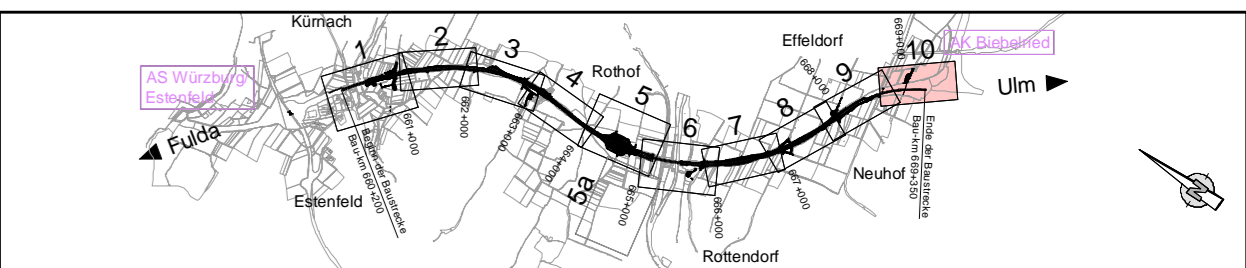 Kürnach
1
2
3
4
Rothof
5
5a
6
7
8
9
10
Effeldorf
AK Biebelried
AS Würzburg/
Estenfeld
Fulda
Ulm
Estenfeld
Beginn der Baustrecke
Bau-km 660+200
661+000
662+000
663+000
664+000
665+000
666+000
667+000
668+000
669+000
Ende der Baustrecke
Bau-km 669+350
Neuhof
Rottendorf
N